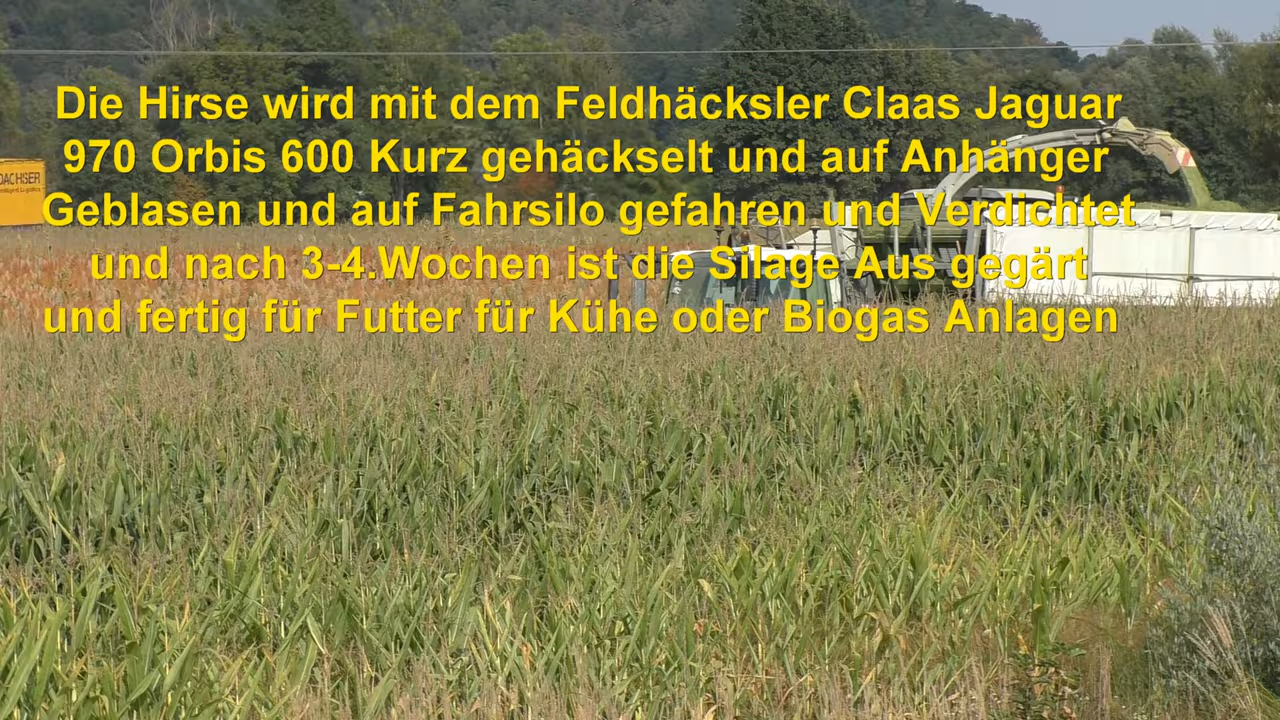 Die Hirse wird mit dem Feldhäcksler Claas Jaguar
970 Orbis 600 Kurz gehäckselt und auf Anhänger
DACHSER
Geblasen und auf Fahrsilo gefahren und Verdichtet
und nach 3-4.Wochen ist die Silage Aus gegärt
und fertig für Futter für Kühe oder Biogas Anlagen